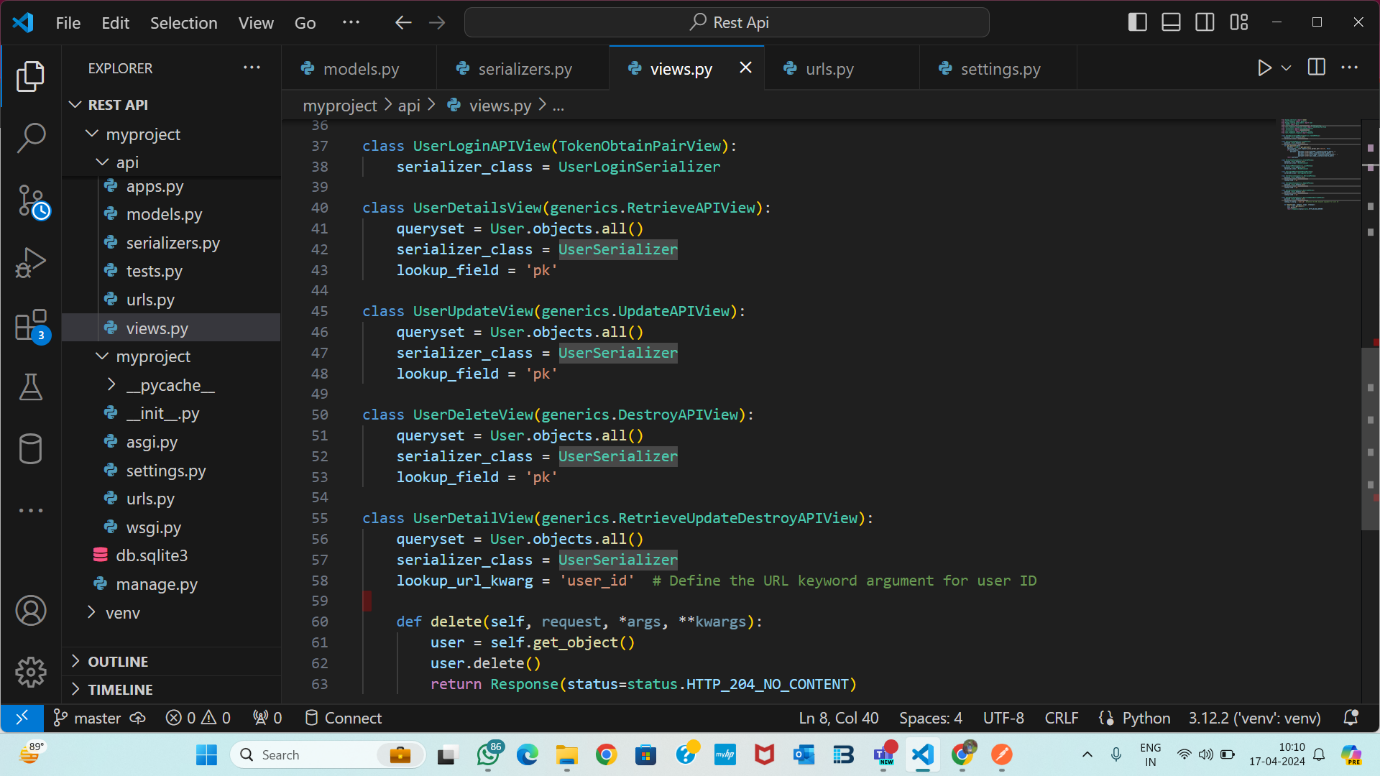 File Edit Selection View Go ··· Rest Api
EXPLORER ···
models.py serializers.py views.py urls.py settings.py
REST API
myproject > api > views.py > ...
myproject
api
apps.py
models.py
serializers.py
tests.py
urls.py
views.py
myproject
__pycache__
__init__.py
asgi.py
settings.py
urls.py
wsgi.py
db.sqlite3
manage.py
venv
OUTLINE
TIMELINE
3
36
37 class UserLoginAPIView(TokenObtainPairView):
38 serializer_class = UserLoginSerializer
39
40 class UserDetailsView(generics.RetrieveAPIView):
41 queryset = User.objects.all()
42 serializer_class = UserSerializer
43 lookup_field = 'pk'
44
45 class UserUpdateView(generics.UpdateAPIView):
46 queryset = User.objects.all()
47 serializer_class = UserSerializer
48 lookup_field = 'pk'
49
50 class UserDeleteView(generics.DestroyAPIView):
51 queryset = User.objects.all()
52 serializer_class = UserSerializer
53 lookup_field = 'pk'
54
55 class UserDetailView(generics.RetrieveUpdateDestroyAPIView):
56 queryset = User.objects.all()
57 serializer_class = UserSerializer
58 lookup_url_kwarg = 'user_id' # Define the URL keyword argument for user ID
59
60 def delete(self, request, *args, **kwargs):
61 user = self.get_object()
62 user.delete()
63 return Response(status=status.HTTP_204_NO_CONTENT)
master 0 0 0 Connect Ln 8, Col 40 Spaces: 4 UTF-8 CRLF Python 3.12.2 ('venv': venv)
89° Search 86 myhp NEW ENG IN 10:10 17-04-2024 PRE